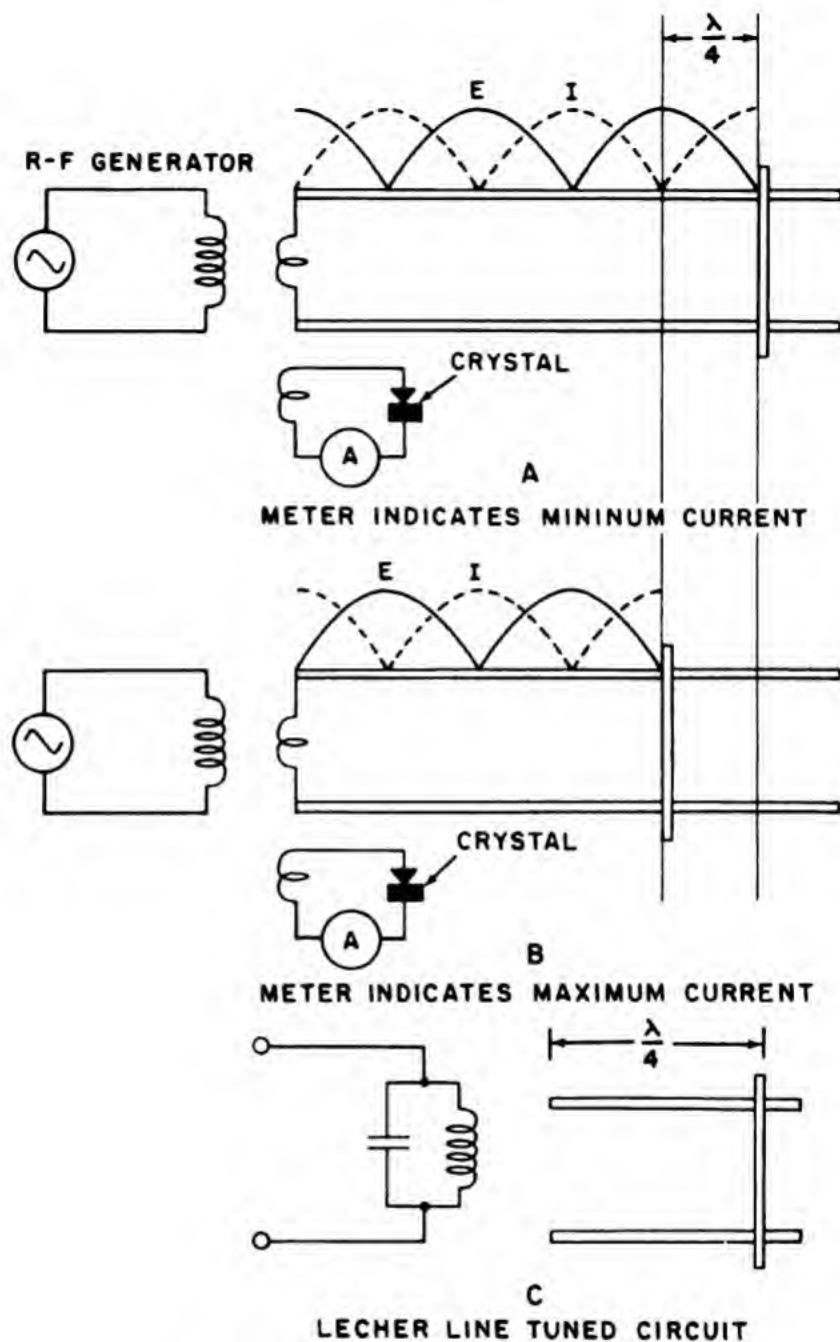 λ
4
E I
R-F GENERATOR
CRYSTAL
A
A
METER INDICATES MININUM CURRENT
E I
CRYSTAL
A
B
METER INDICATES MAXIMUM CURRENT
λ
4
C
LECHER LINE TUNED CIRCUIT